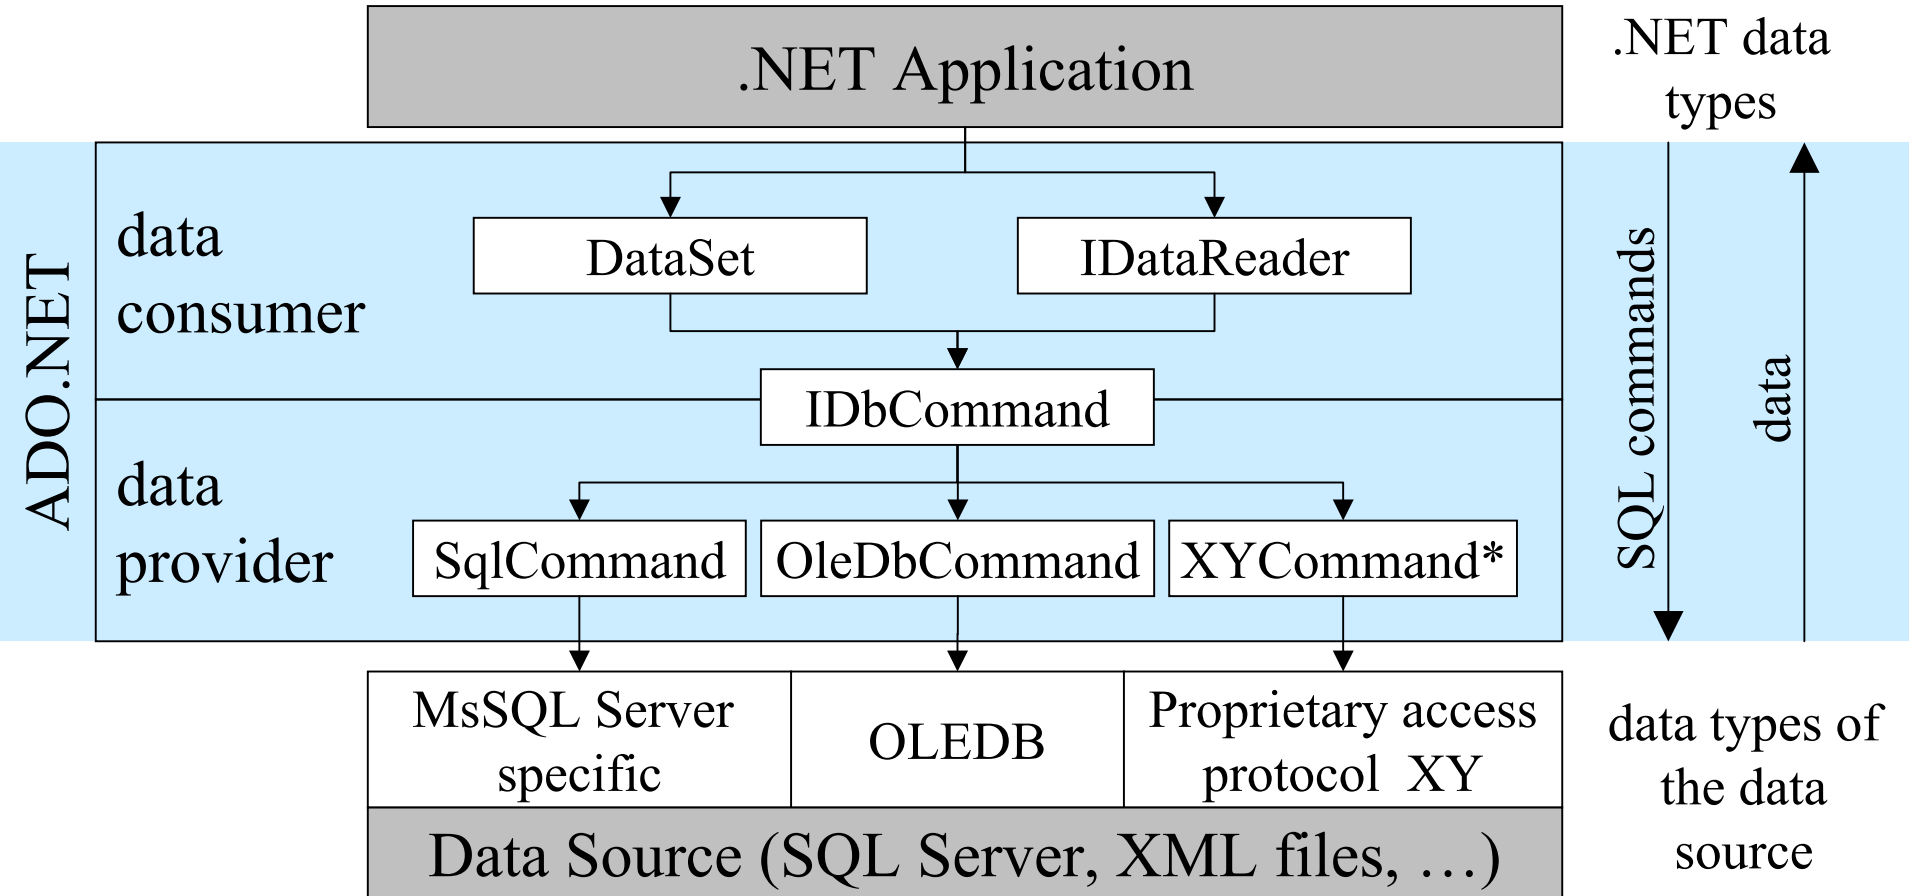 .NET Application
.NET data
types
ADO.NET
data
consumer
DataSet
IDataReader
IDbCommand
SQL commands
data
data
provider
SqlCommand
OleDbCommand
XYCommand*
MsSQL Server
specific
OLEDB
Proprietary access
protocol XY
data types of
the data
source
Data Source (SQL Server, XML files, …)